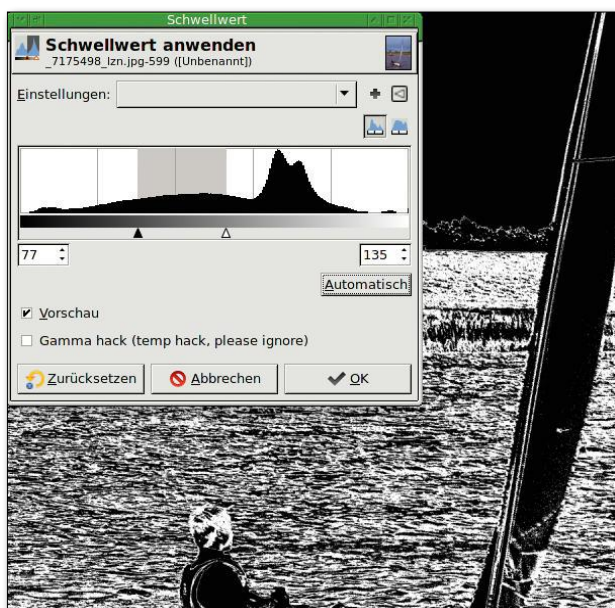 Schwellwert
Schwellwert anwenden
_7175498_lzn.jpg-599 ([Unbenannt])
Einstellungen:
77
135
Automatisch
Vorschau
Gamma hack (temp hack, please ignore)
Zurücksetzen
Abbrechen
OK